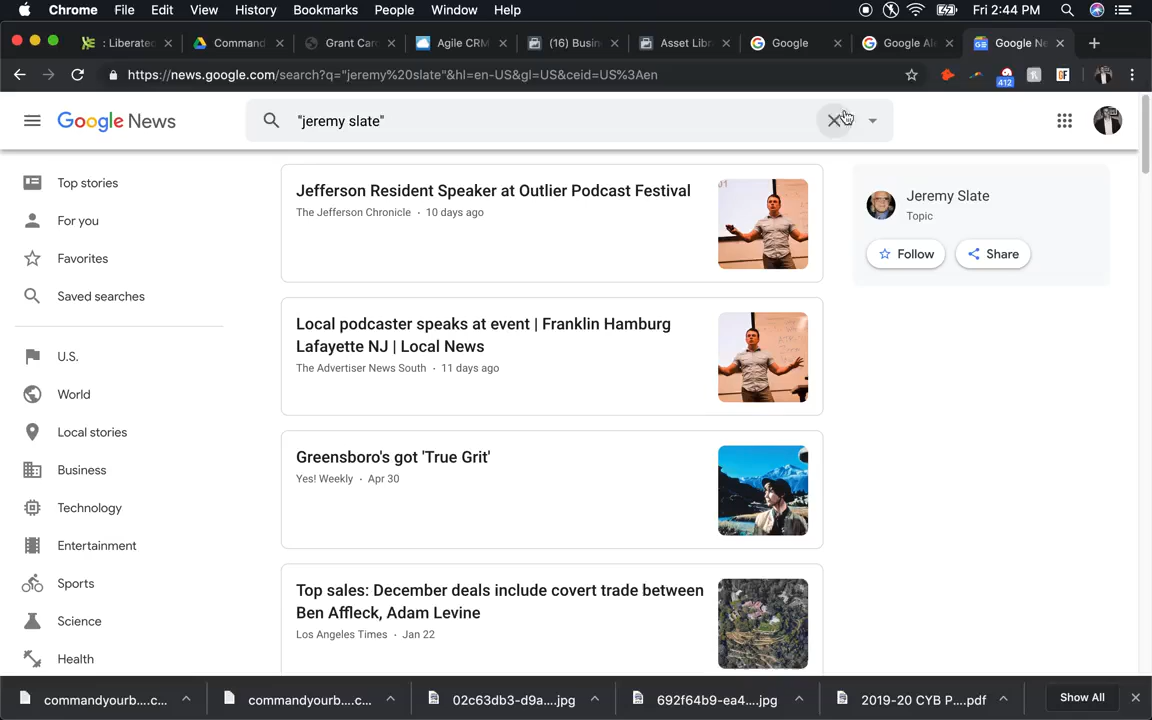 Chrome File Edit View History Bookmarks People Window Help Fri 2:44 PM
: Liberated Command Grant Car Agile CRM (16) Busin Asset Libr Google Google Al Google Ne
https://news.google.com/search?q="jeremy%20slate"&hl=en-US&gl=US&ceid=US%3Aen
412
GF
Google News
"jeremy slate"
Top stories
For you
Favorites
Saved searches
U.S.
World
Local stories
Business
Technology
Entertainment
Sports
Science
Health
Jefferson Resident Speaker at Outlier Podcast Festival
The Jefferson Chronicle · 10 days ago
Local podcaster speaks at event | Franklin Hamburg
Lafayette NJ | Local News
The Advertiser News South · 11 days ago
Greensboro's got 'True Grit'
Yes! Weekly · Apr 30
Top sales: December deals include covert trade between
Ben Affleck, Adam Levine
Los Angeles Times · Jan 22
Jeremy Slate
Topic
Follow Share
commandyourb....c... commandyourb....c... 02c63db3-d9a....jpg 692f64b9-ea4....jpg 2019-20 CYB P....pdf Show All